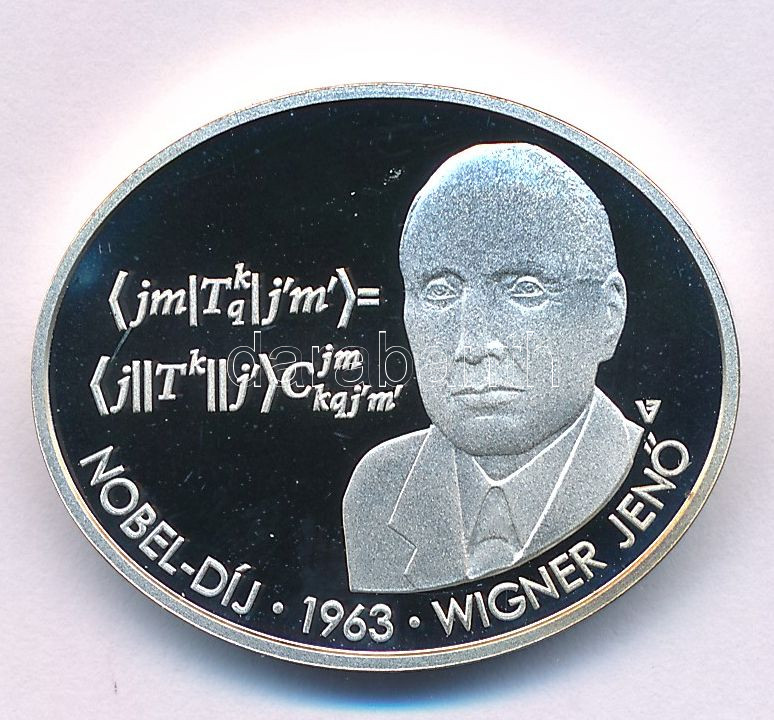 ⟨jm|T^k_q|j'm'⟩=
⟨j||T^k||j'⟩C^{jm}_{kqj'm'}
NOBEL-DÍJ · 1963 · WIGNER JENŐ